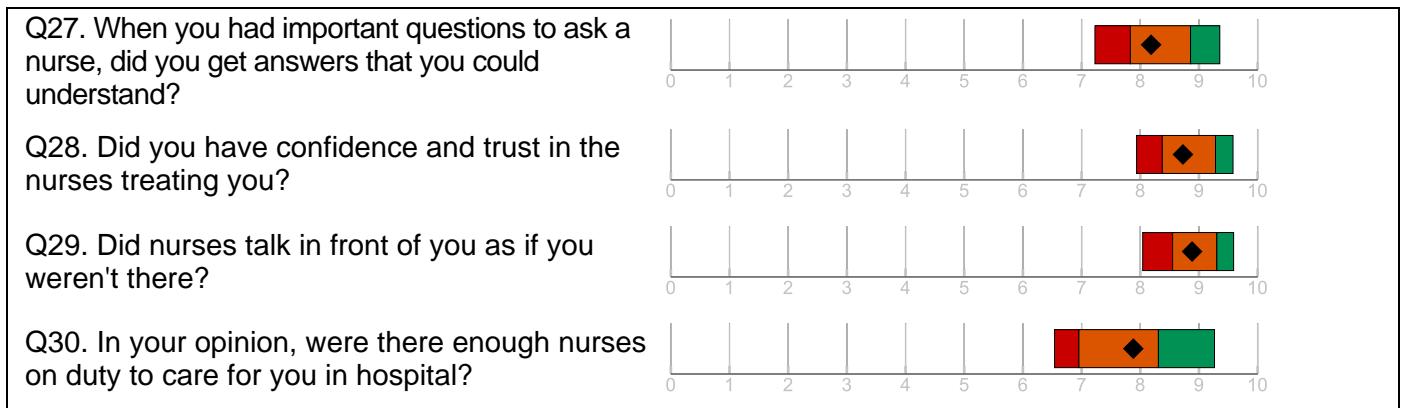 Q27. When you had important questions to ask a
nurse, did you get answers that you could
understand?
0 1 2 3 4 5 6 7 8 9 10
Q28. Did you have confidence and trust in the
nurses treating you?
0 1 2 3 4 5 6 7 8 9 10
Q29. Did nurses talk in front of you as if you
weren't there?
0 1 2 3 4 5 6 7 8 9 10
Q30. In your opinion, were there enough nurses
on duty to care for you in hospital?
0 1 2 3 4 5 6 7 8 9 10